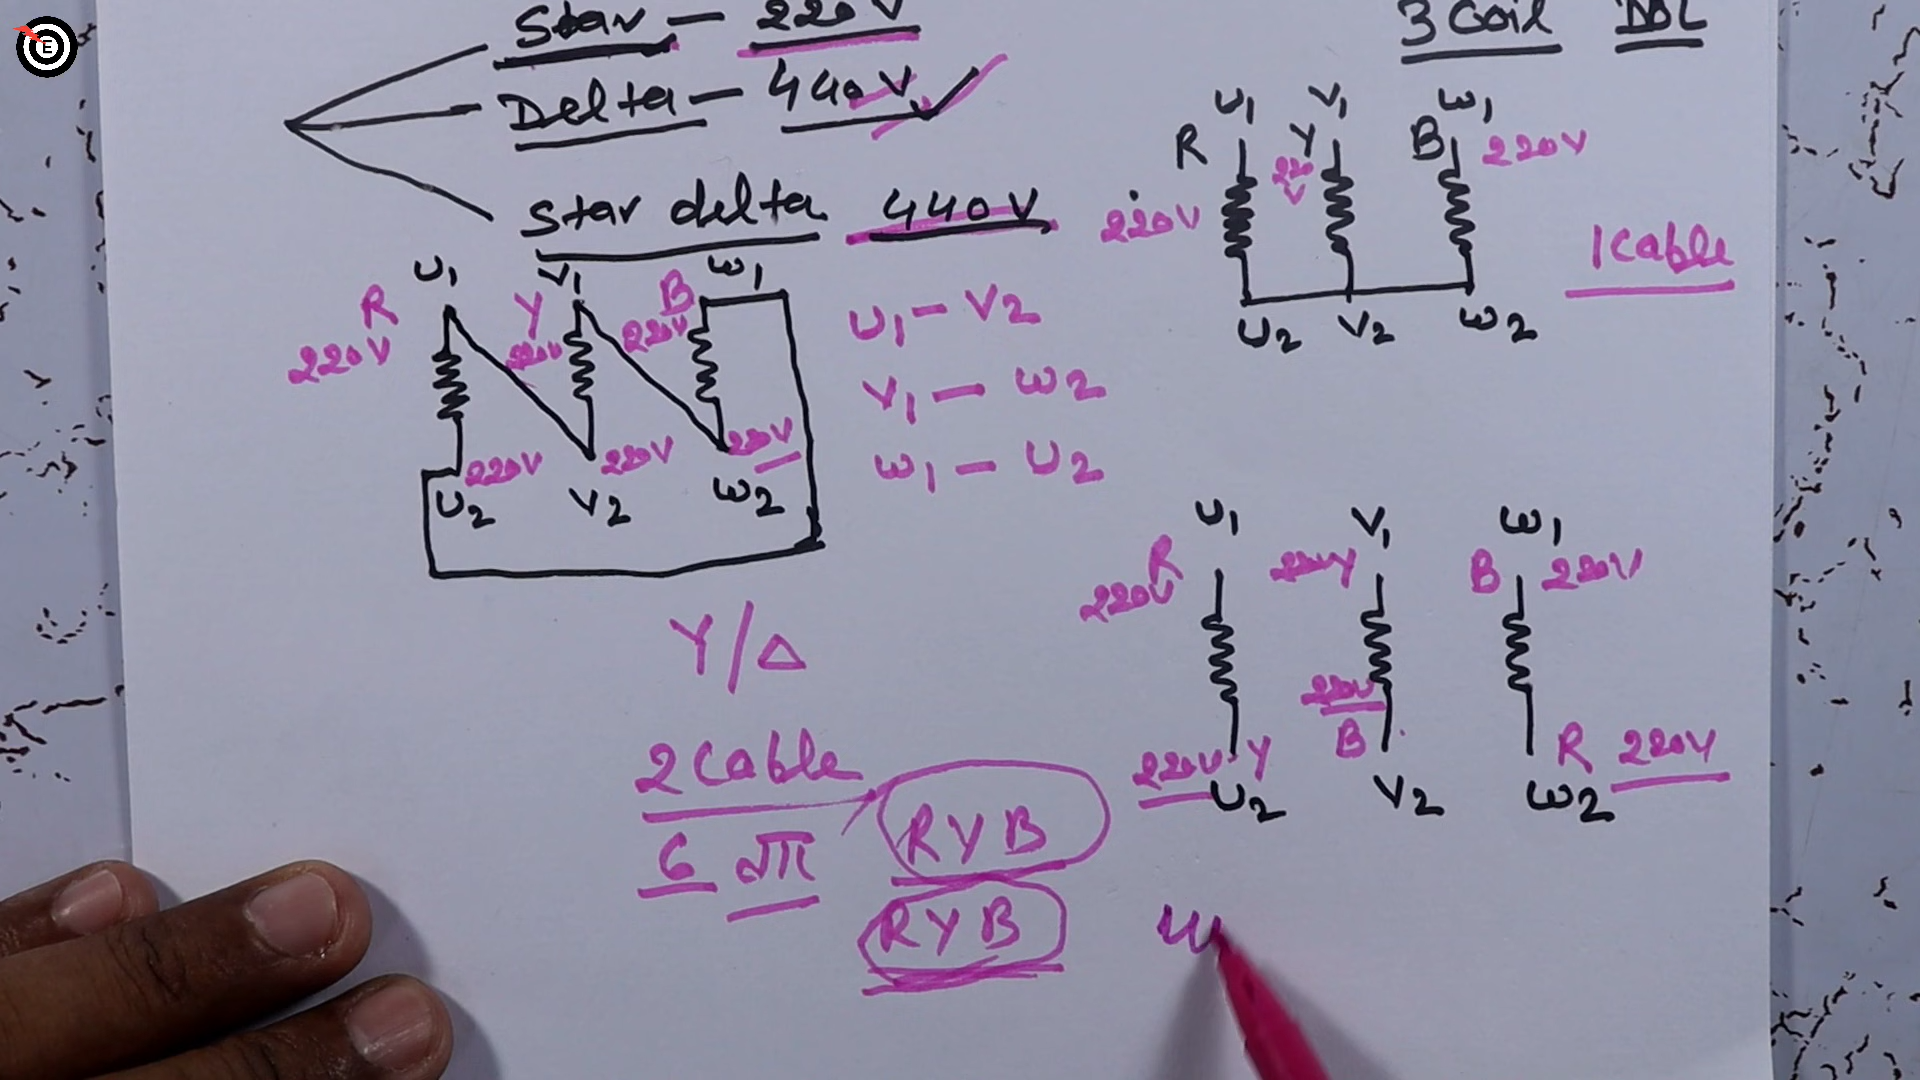 E
Star - 220V
Delta - 440V
Star delta 440V
3 Coil DOL
U1 V1 W1
R Y B 220V
220V 220V
U2 V2 W2
1 Cable
U1 V1 W1
R Y B
220V 220V 220V
220V 220V 220V
U2 V2 W2
U1 - V2
V1 - W2
W1 - U2
Y/Δ
2 Cable
6
RYB
RYB
U1 V1 W1
R 220V Y B 220V
220V
220V
220V Y B R 220V
U2 V2 W2